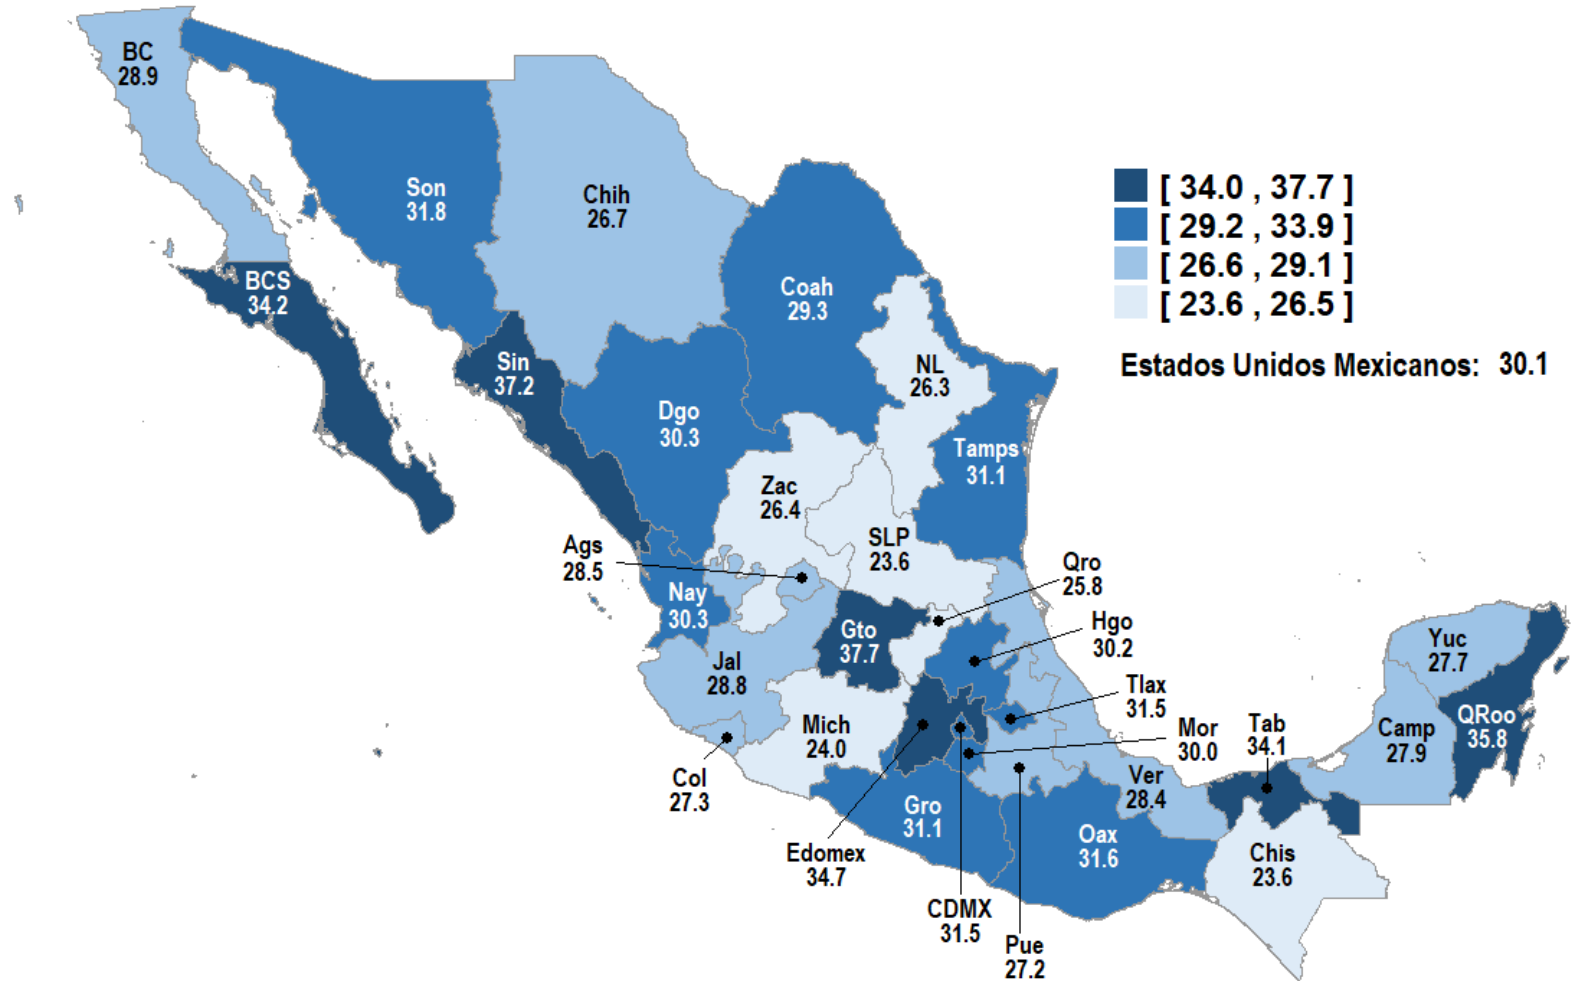 BC
28.9
Son
31.8
Chih
26.7
[ 34.0 , 37.7 ]
[ 29.2 , 33.9 ]
[ 26.6 , 29.1 ]
[ 23.6 , 26.5 ]
Estados Unidos Mexicanos: 30.1
BCS
34.2
Coah
29.3
Sin
37.2
NL
26.3
Dgo
30.3
Tamps
31.1
Zac
26.4
SLP
23.6
Ags
28.5
Qro
25.8
Nay
30.3
Hgo
30.2
Gto
37.7
Yuc
27.7
Jal
28.8
Tlax
31.5
Mich
24.0
Mor
30.0
Tab
34.1
Camp
27.9
QRoo
35.8
Col
27.3
Ver
28.4
Gro
31.1
Oax
31.6
Edomex
34.7
Chis
23.6
CDMX
31.5
Pue
27.2